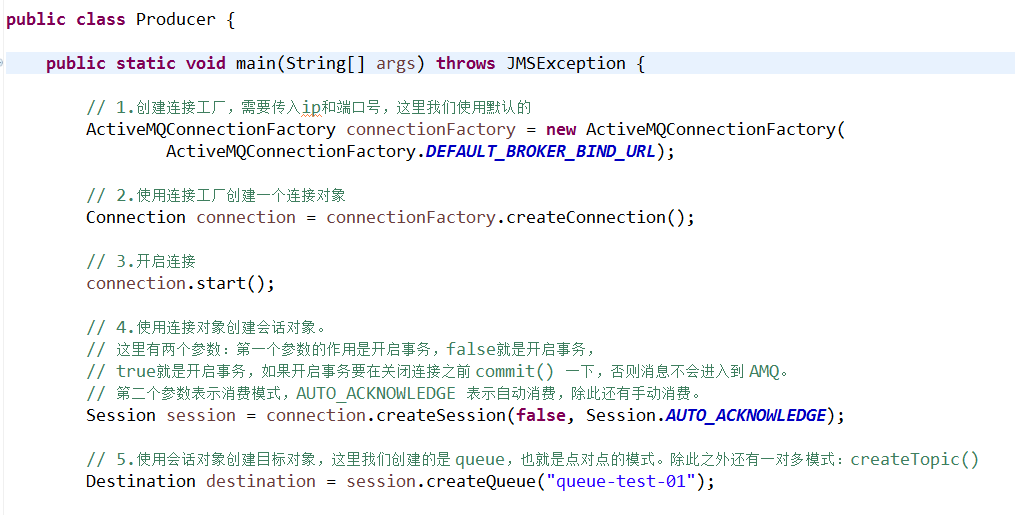 public class Producer {
public static void main(String[] args) throws JMSException {
// 1.创建连接工厂，需要传入ip和端口号，这里我们使用默认的
ActiveMQConnectionFactory connectionFactory = new ActiveMQConnectionFactory(
ActiveMQConnectionFactory.DEFAULT_BROKER_BIND_URL);
// 2.使用连接工厂创建一个连接对象
Connection connection = connectionFactory.createConnection();
// 3.开启连接
connection.start();
// 4.使用连接对象创建会话对象。
// 这里有两个参数：第一个参数的作用是开启事务，false就是开启事务，
// true就是开启事务，如果开启事务要在关闭连接之前 commit() 一下，否则消息不会进入到 AMQ。
// 第二个参数表示消费模式，AUTO_ACKNOWLEDGE 表示自动消费，除此还有手动消费。
Session session = connection.createSession(false, Session.AUTO_ACKNOWLEDGE);
// 5.使用会话对象创建目标对象，这里我们创建的是 queue，也就是点对点的模式。除此之外还有一对多模式：createTopic()
Destination destination = session.createQueue("queue-test-01");